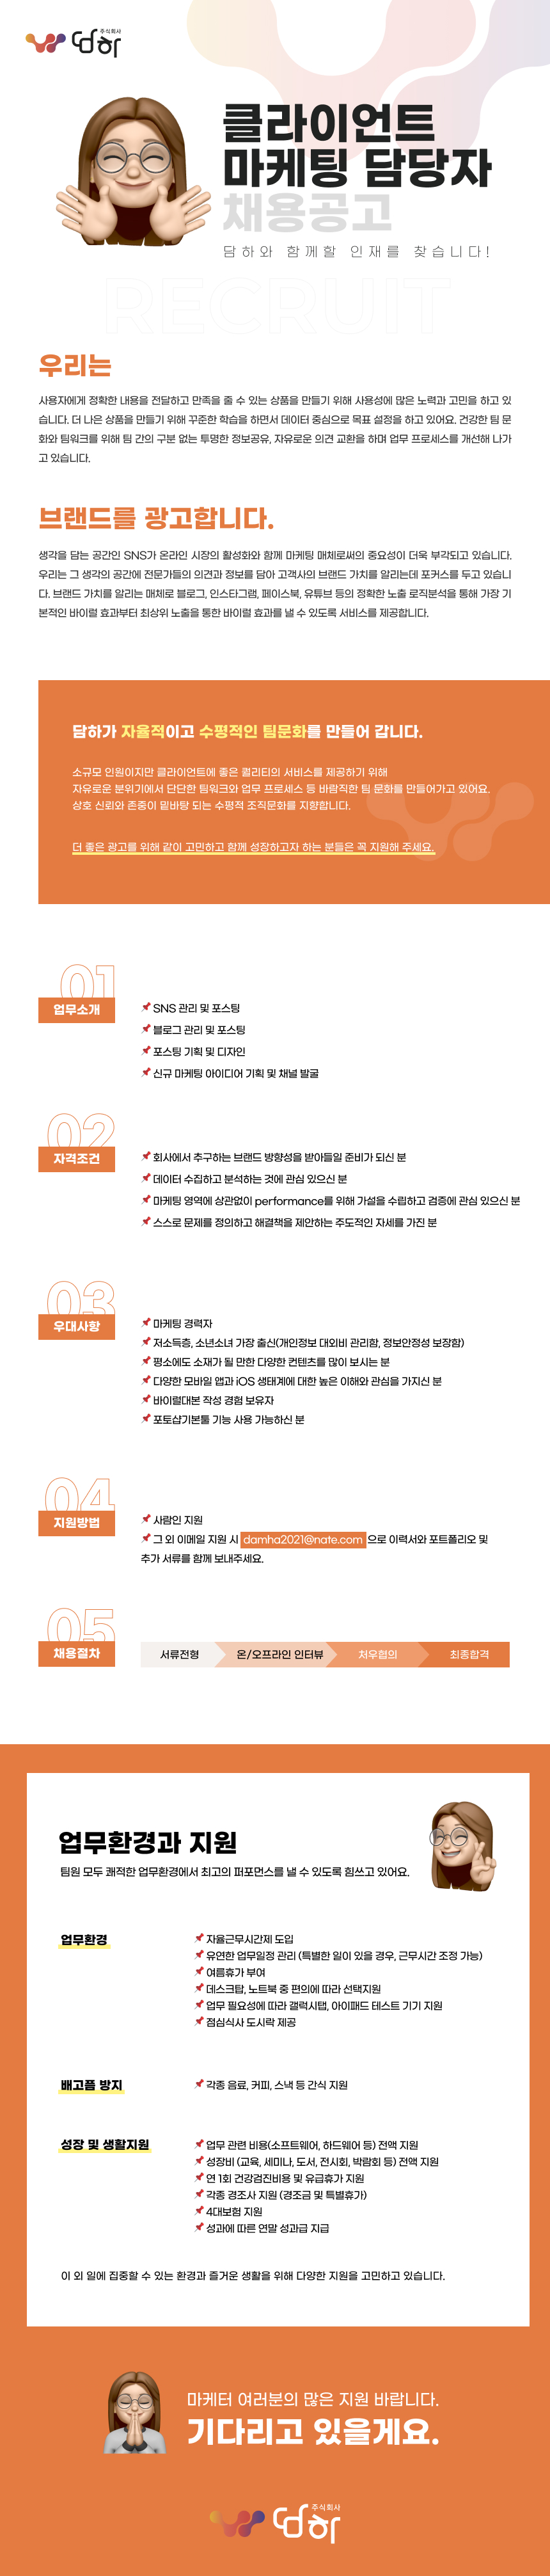 주식회사
담하
클라이언트
마케팅 담당자
채용공고
담하와 함께할 인재를 찾습니다!
RECRUIT
우리는
사용자에게 정확한 내용을 전달하고 만족을 줄 수 있는 상품을 만들기 위해 사용성에 많은 노력과 고민을 하고 있
습니다. 더 나은 상품을 만들기 위해 꾸준한 학습을 하면서 데이터 중심으로 목표 설정을 하고 있어요. 건강한 팀 문
화와 팀워크를 위해 팀 간의 구분 없는 투명한 정보공유, 자유로운 의견 교환을 하며 업무 프로세스를 개선해 나가
고 있습니다.
브랜드를 광고합니다.
생각을 담는 공간인 SNS가 온라인 시장의 활성화와 함께 마케팅 매체로써의 중요성이 더욱 부각되고 있습니다.
우리는 그 생각의 공간에 전문가들의 의견과 정보를 담아 고객사의 브랜드 가치를 알리는데 포커스를 두고 있습니
다. 브랜드 가치를 알리는 매체로 블로그, 인스타그램, 페이스북, 유튜브 등의 정확한 노출 로직분석을 통해 가장 기
본적인 바이럴 효과부터 최상위 노출을 통한 바이럴 효과를 낼 수 있도록 서비스를 제공합니다.
담하가 자율적이고 수평적인 팀문화를 만들어 갑니다.
소규모 인원이지만 클라이언트에 좋은 퀄리티의 서비스를 제공하기 위해
자유로운 분위기에서 단단한 팀워크와 업무 프로세스 등 바람직한 팀 문화를 만들어가고 있어요.
상호 신뢰와 존중이 밑바탕 되는 수평적 조직문화를 지향합니다.
더 좋은 광고를 위해 같이 고민하고 함께 성장하고자 하는 분들은 꼭 지원해 주세요.
01
업무소개
SNS 관리 및 포스팅
블로그 관리 및 포스팅
포스팅 기획 및 디자인
신규 마케팅 아이디어 기획 및 채널 발굴
02
자격조건
회사에서 추구하는 브랜드 방향성을 받아들일 준비가 되신 분
데이터 수집하고 분석하는 것에 관심 있으신 분
마케팅 영역에 상관없이 performance를 위해 가설을 수립하고 검증에 관심 있으신 분
스스로 문제를 정의하고 해결책을 제안하는 주도적인 자세를 가진 분
03
우대사항
마케팅 경력자
저소득층, 소년소녀 가장 출신(개인정보 대외비 관리함, 정보안정성 보장함)
평소에도 소재가 될 만한 다양한 컨텐츠를 많이 보시는 분
다양한 모바일 앱과 iOS 생태계에 대한 높은 이해와 관심을 가지신 분
바이럴대본 작성 경험 보유자
포토샵기본툴 기능 사용 가능하신 분
04
지원방법
사람인 지원
그 외 이메일 지원 시 damha2021@nate.com 으로 이력서와 포트폴리오 및
추가 서류를 함께 보내주세요.
05
채용절차
서류전형 온/오프라인 인터뷰 처우협의 최종합격
업무환경과 지원
팀원 모두 쾌적한 업무환경에서 최고의 퍼포먼스를 낼 수 있도록 힘쓰고 있어요.
업무환경
자율근무시간제 도입
유연한 업무일정 관리 (특별한 일이 있을 경우, 근무시간 조정 가능)
여름휴가 부여
데스크탑, 노트북 중 편의에 따라 선택지원
업무 필요성에 따라 갤럭시탭, 아이패드 테스트 기기 지원
점심식사 도시락 제공
배고픔 방지
각종 음료, 커피, 스낵 등 간식 지원
성장 및 생활지원
업무 관련 비용(소프트웨어, 하드웨어 등) 전액 지원
성장비 (교육, 세미나, 도서, 전시회, 박람회 등) 전액 지원
연 1회 건강검진비용 및 유급휴가 지원
각종 경조사 지원 (경조금 및 특별휴가)
4대보험 지원
성과에 따른 연말 성과급 지급
이 외 일에 집중할 수 있는 환경과 즐거운 생활을 위해 다양한 지원을 고민하고 있습니다.
마케터 여러분의 많은 지원 바랍니다.
기다리고 있을게요.
주식회사
담하